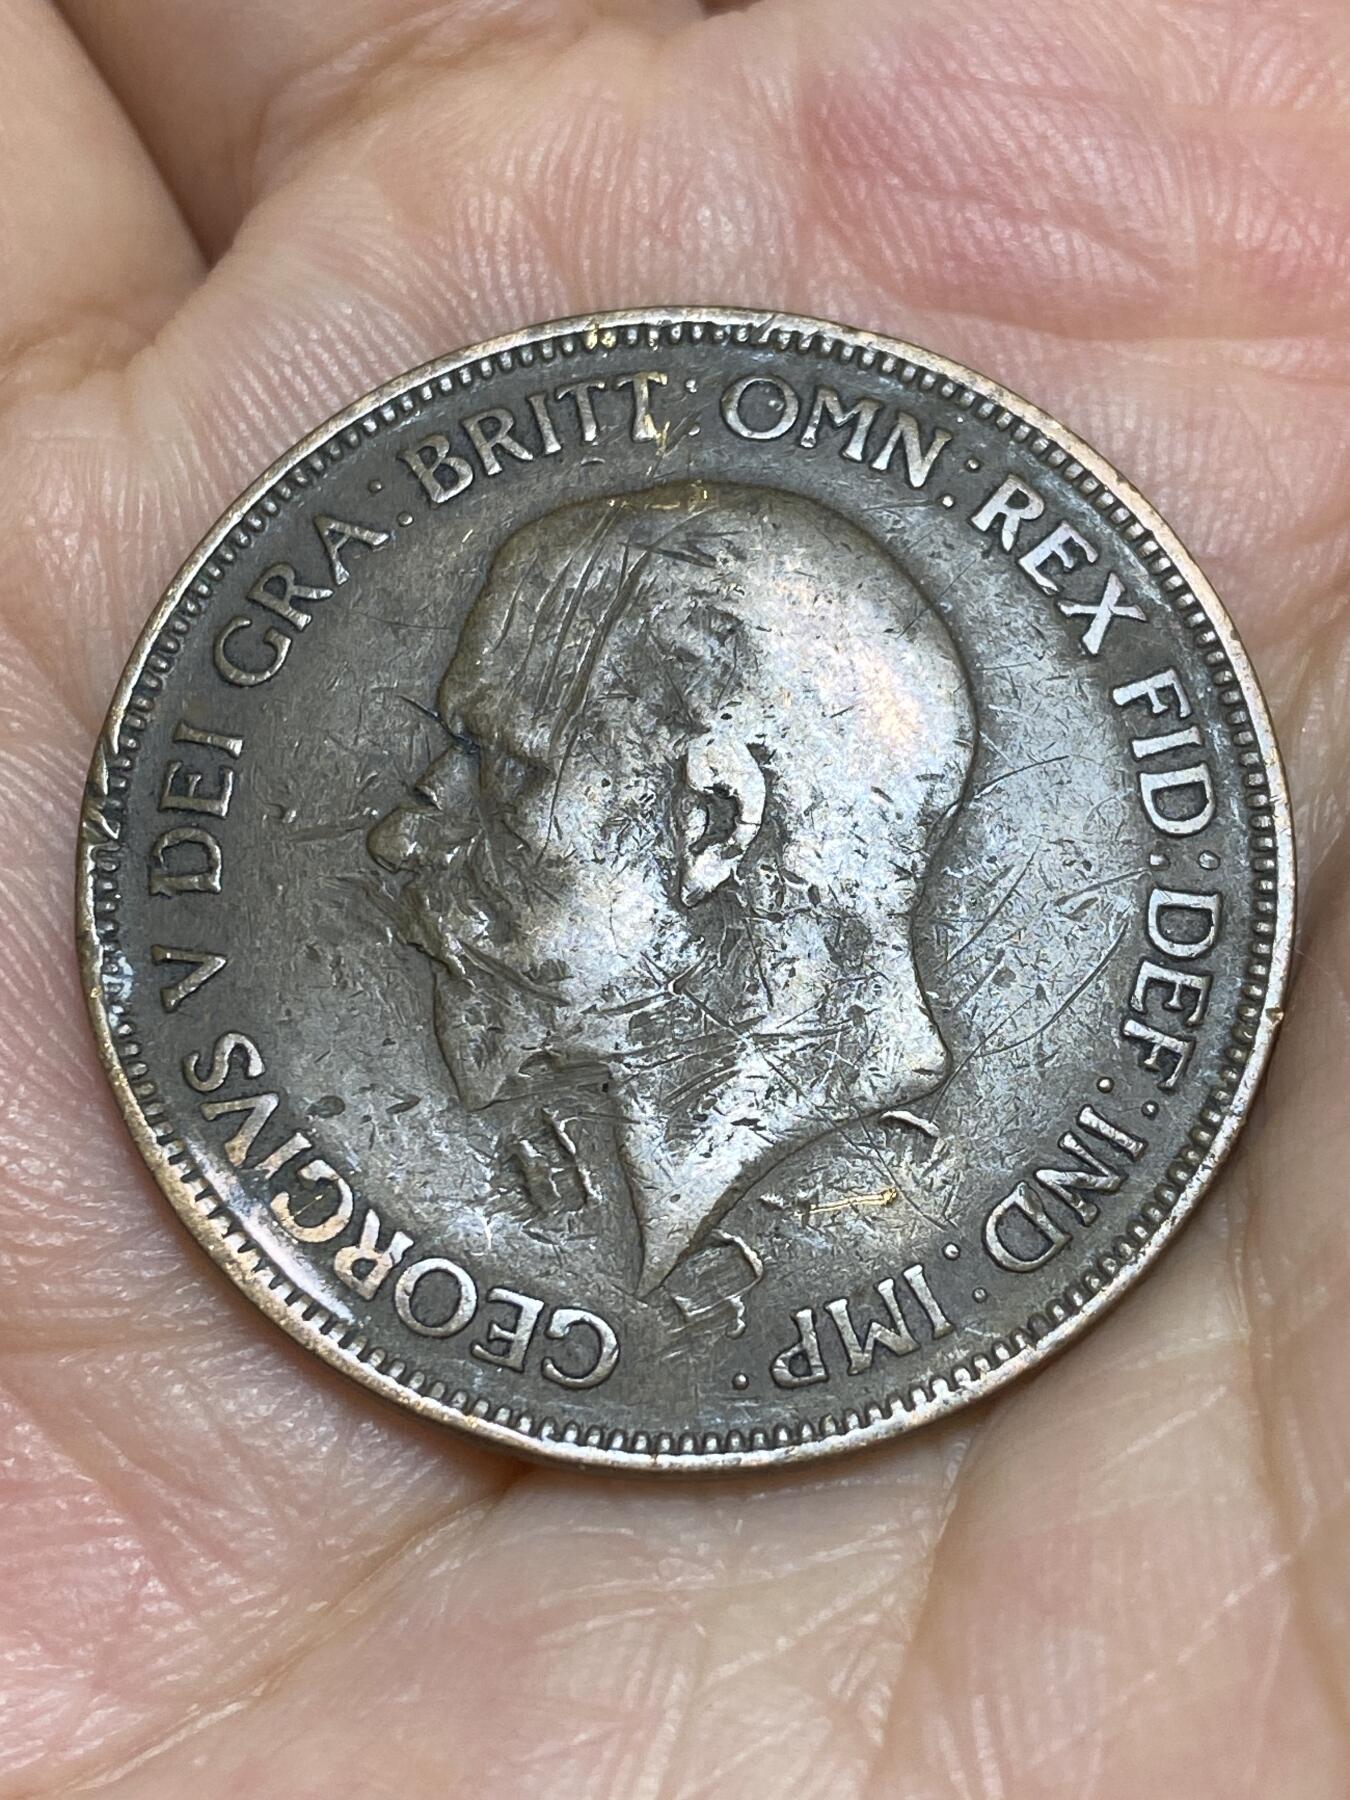 GEORGIVS V DEI GRA: BRITT: OMN: REX FID: DEF: IND: IMP.